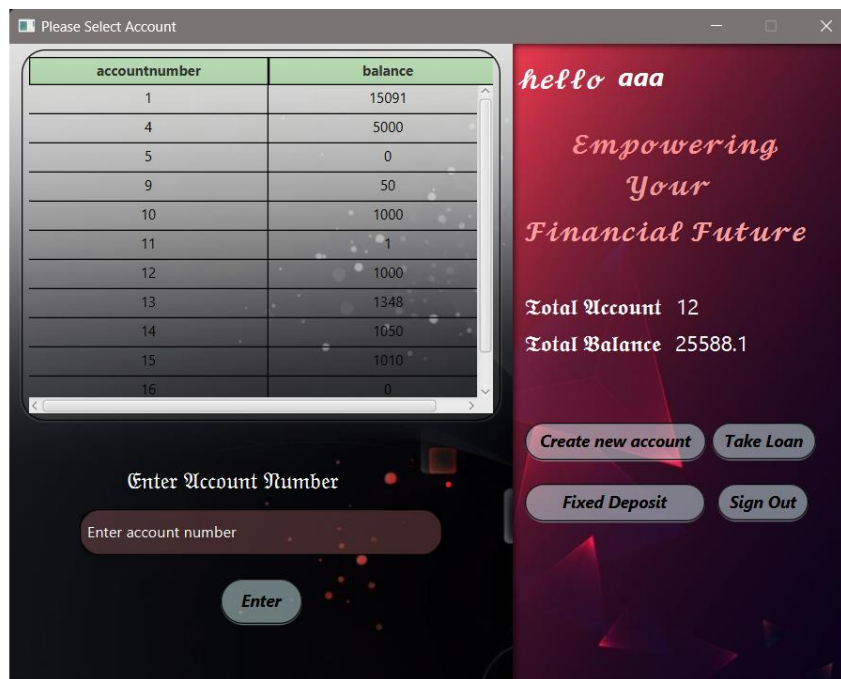 Please Select Account
accountnumber balance
1 15091
4 5000
5 0
9 50
10 1000
11 1
12 1000
13 1348
14 1050
15 1010
16 0
Enter Account Number
Enter account number
Enter
hello aaa
Empowering
Your
Financial Future
Total Account 12
Total Balance 25588.1
Create new account Take Loan
Fixed Deposit Sign Out